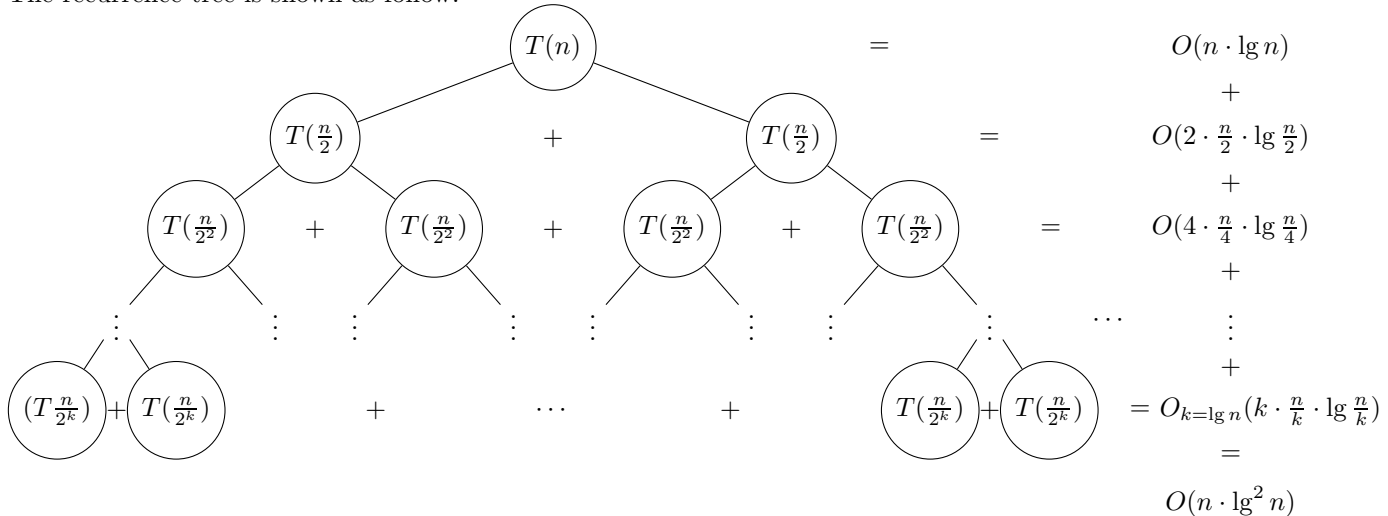 The recurrence tree is shown as follow.
T(n) = O(n · lg n)
+
T(n/2) + T(n/2) = O(2 · n/2 · lg n/2)
+
T(n/2²) + T(n/2²) + T(n/2²) + T(n/2²) = O(4 · n/4 · lg n/4)
+
⋮ ⋮ ⋮ ⋮ ⋮ ⋮ ⋮ ⋮ ⋯ ⋮
+
(T n/2ᵏ) + T(n/2ᵏ) + ⋯ + T(n/2ᵏ) + T(n/2ᵏ) = O_{k=lg n}(k · n/k · lg n/k)
=
O(n · lg² n)